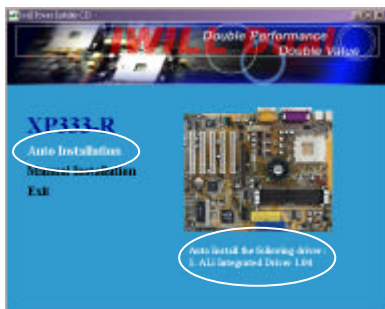 iwill Power Installer CD -
Double Performance
Double Value
XP333-R
Auto Installation
Manual Installation
Exit
Auto Install the following driver :
1. ALi Integrated Driver 1.04